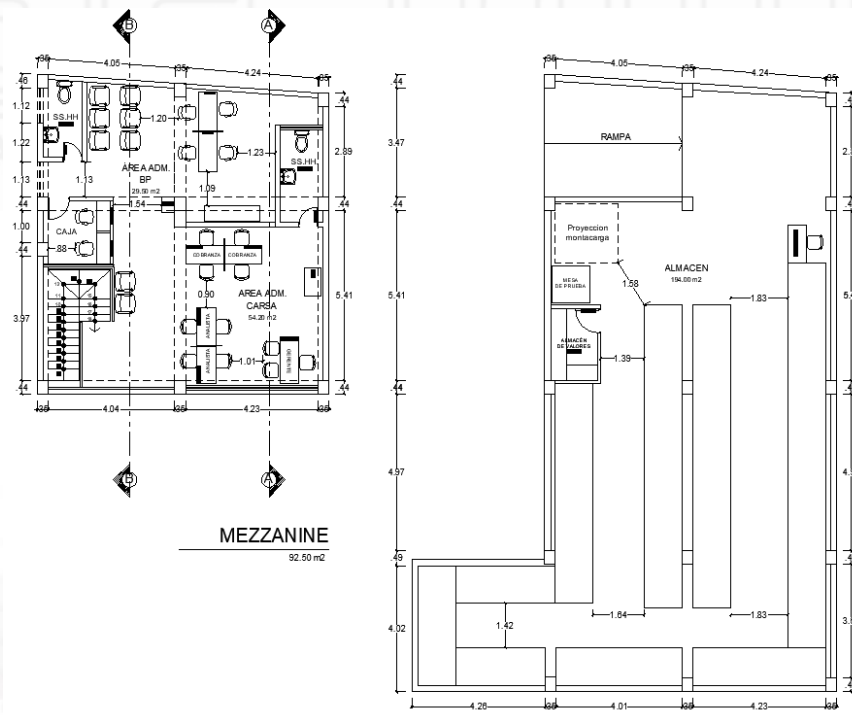 B
A
.35
4.05
.35
4.24
.35
.46
1.12
1.22
1.13
.44
1.00
.44
3.97
SS.HH
1.20
AREA ADM.
BP
29.50 m2
1.13
1.54
1.09
1.23
SS.HH
.44
2.89
.44
5.41
.44
CAJA
.88
COBRANZA
COBRANZA
0.90
AREA ADM.
CARSA
54.20 m2
ANALISTA
ANALISTA
1.01
.35
4.04
.35
4.23
.35
B
A
MEZZANINE
92.50 m2
.35
4.05
.35
4.24
.35
.44
3.47
.44
5.41
.44
4.97
.49
4.02
RAMPA
Proyeccion
montacarga
MESA
DE PRUEBA
ALMACEN
194.00 m2
1.58
1.83
ALMACÉN
DE VALORES
1.39
1.64
1.83
1.42
4.26
.35
4.01
.35
4.23
.35